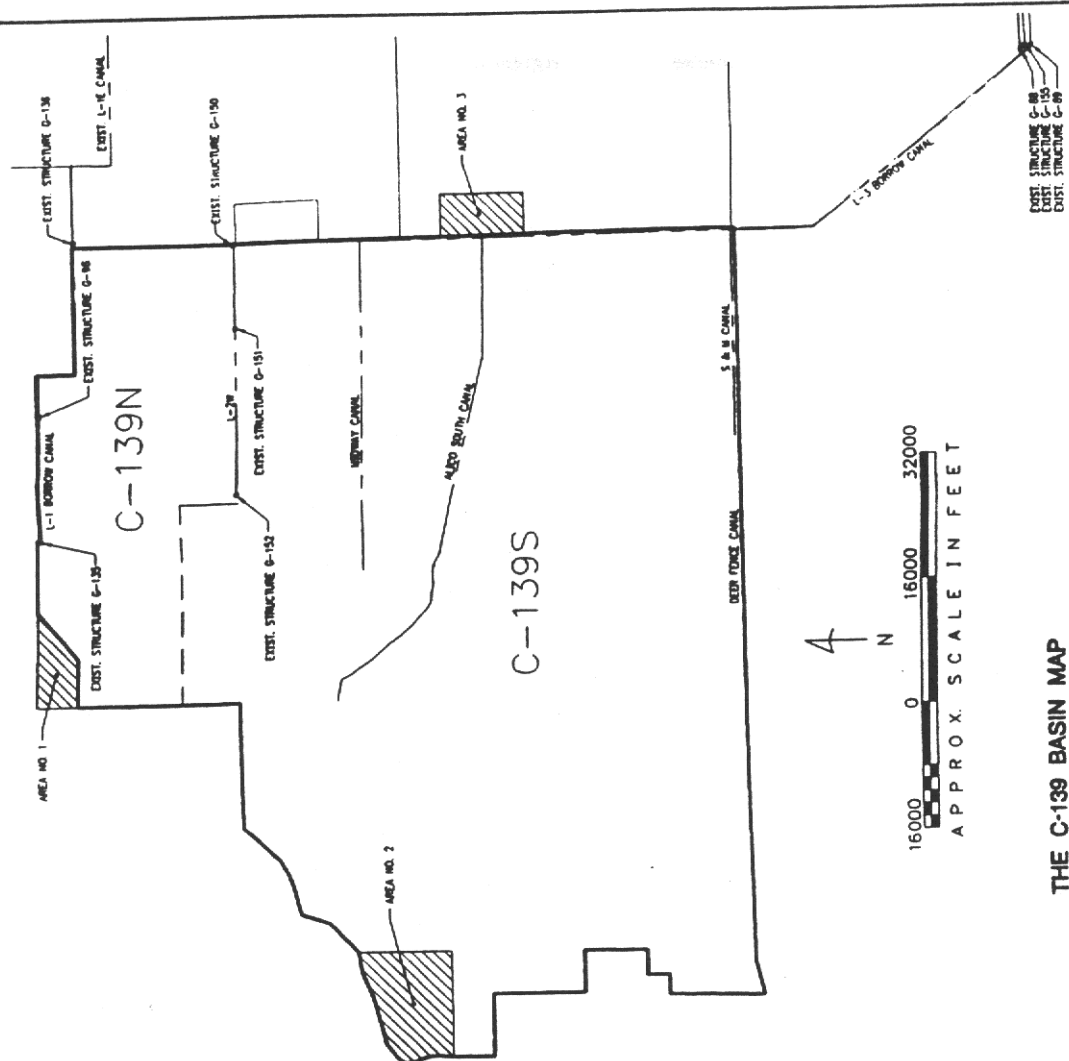 EXIST. STRUCTURE G-136
EXIST. L-1E CANAL
EXIST. STRUCTURE G-96
L-1 BORROW CANAL
EXIST. STRUCTURE G-135
AREA NO. 1
C-139N
EXIST. STRUCTURE G-150
L-2W
EXIST. STRUCTURE G-151
EXIST. STRUCTURE G-152
MIDWAY CANAL
AREA NO. 3
ALICO SOUTH CANAL
C-139S
AREA NO. 2
S & M CANAL
DEER FENCE CANAL
L-3 BORROW CANAL
EXIST. STRUCTURE G-88
EXIST. STRUCTURE G-155
EXIST. STRUCTURE G-89
N
16000 0 16000 32000
APPROX. SCALE IN FEET
THE C-139 BASIN MAP